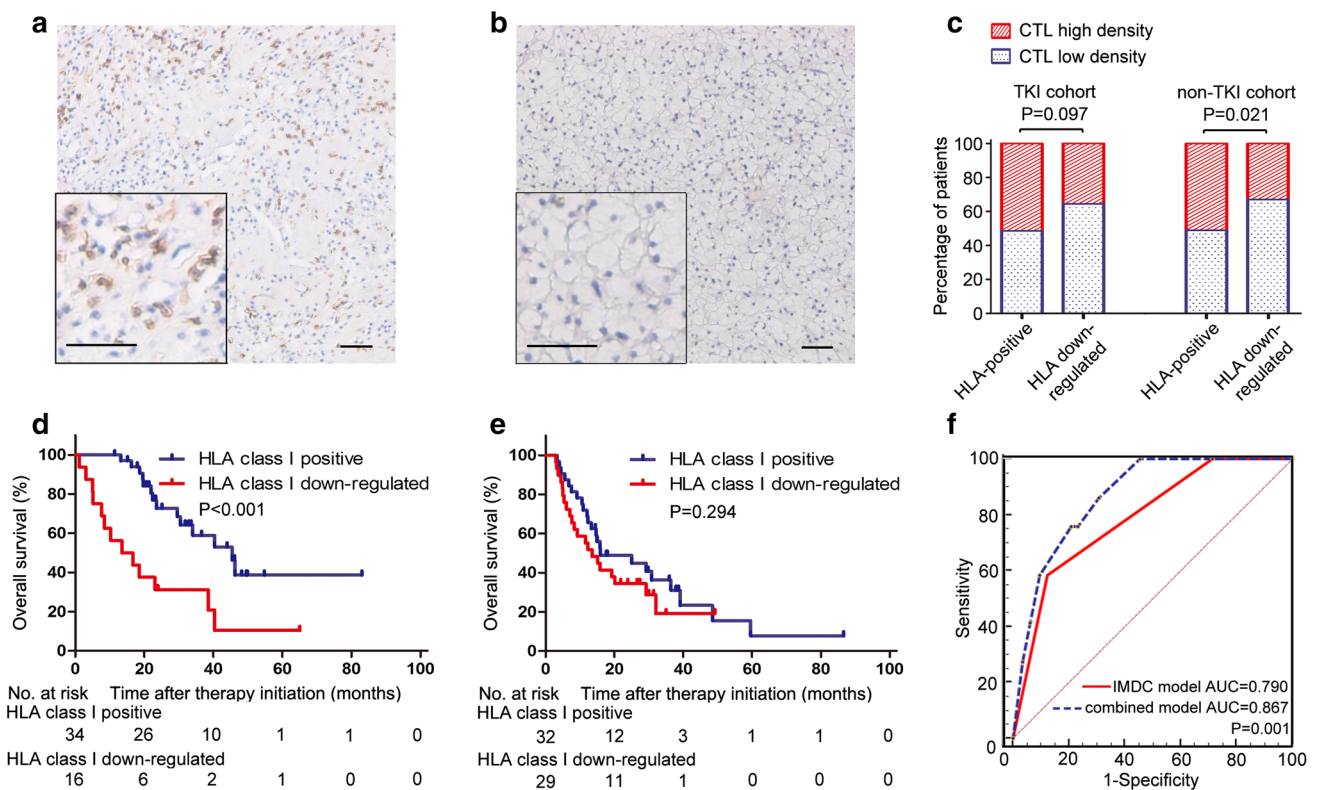 a
b
c
CTL high density
CTL low density
TKI cohort
P=0.097
non-TKI cohort
P=0.021
Percentage of patients
100
80
60
40
20
0
HLA-positive
HLA down-
regulated
HLA-positive
HLA down-
regulated
d
Overall survival (%)
100
80
60
40
20
0
HLA class I positive
HLA class I down-regulated
P<0.001
0 20 40 60 80 100
No. at risk Time after therapy initiation (months)
HLA class I positive
34 26 10 1 1 0
HLA class I down-regulated
16 6 2 1 0 0
e
Overall survival (%)
100
80
60
40
20
0
HLA class I positive
HLA class I down-regulated
P=0.294
0 20 40 60 80 100
No. at risk Time after therapy initiation (months)
HLA class I positive
32 12 3 1 1 0
HLA class I down-regulated
29 11 1 0 0 0
f
Sensitivity
100
80
60
40
20
0
IMDC model AUC=0.790
combined model AUC=0.867
P=0.001
0 20 40 60 80 100
1-Specificity